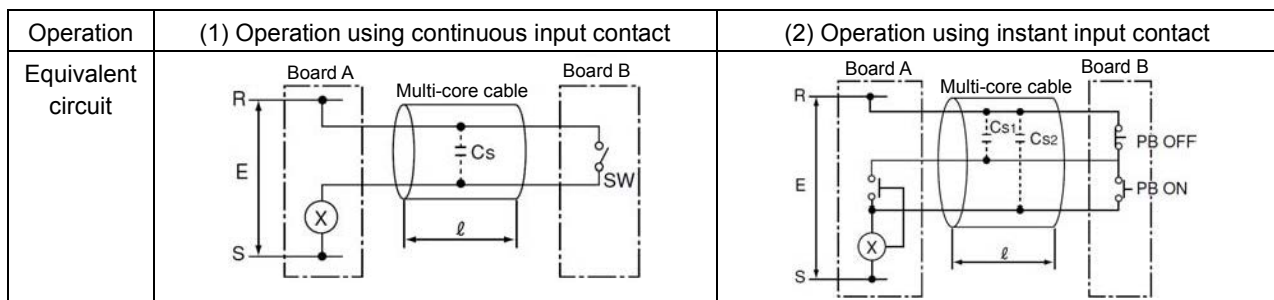 Operation
(1) Operation using continuous input contact
(2) Operation using instant input contact
Equivalent
circuit
Board A
Board B
Multi-core cable
R
E
S
Cs
SW
X
ℓ
Board A
Board B
Multi-core cable
R
E
S
Cs1
Cs2
PB OFF
PB ON
X
ℓ